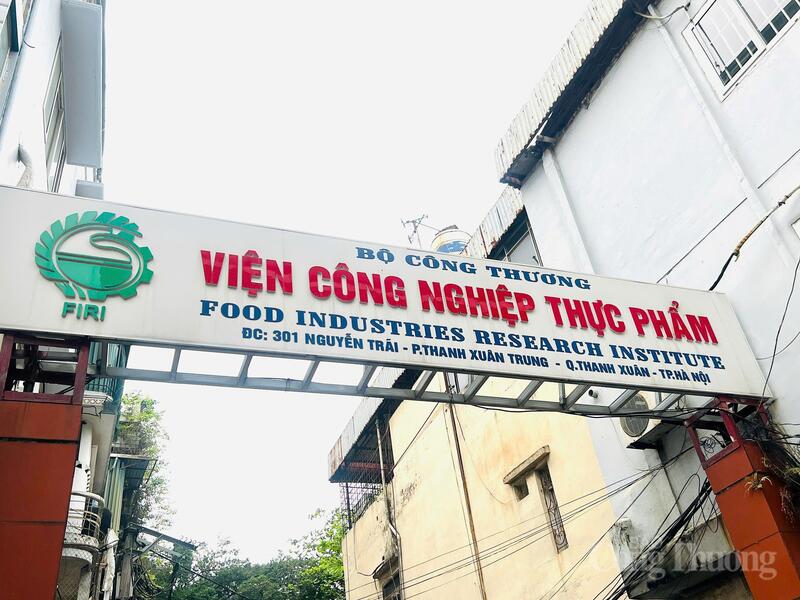 BỘ CÔNG THƯƠNG
VIỆN CÔNG NGHIỆP THỰC PHẨM
FOOD INDUSTRIES RESEARCH INSTITUTE
ĐC: 301 NGUYỄN TRÃI - P.THANH XUÂN TRUNG - Q.THANH XUÂN - TP.HÀ NỘI
FIRI
Công Thương